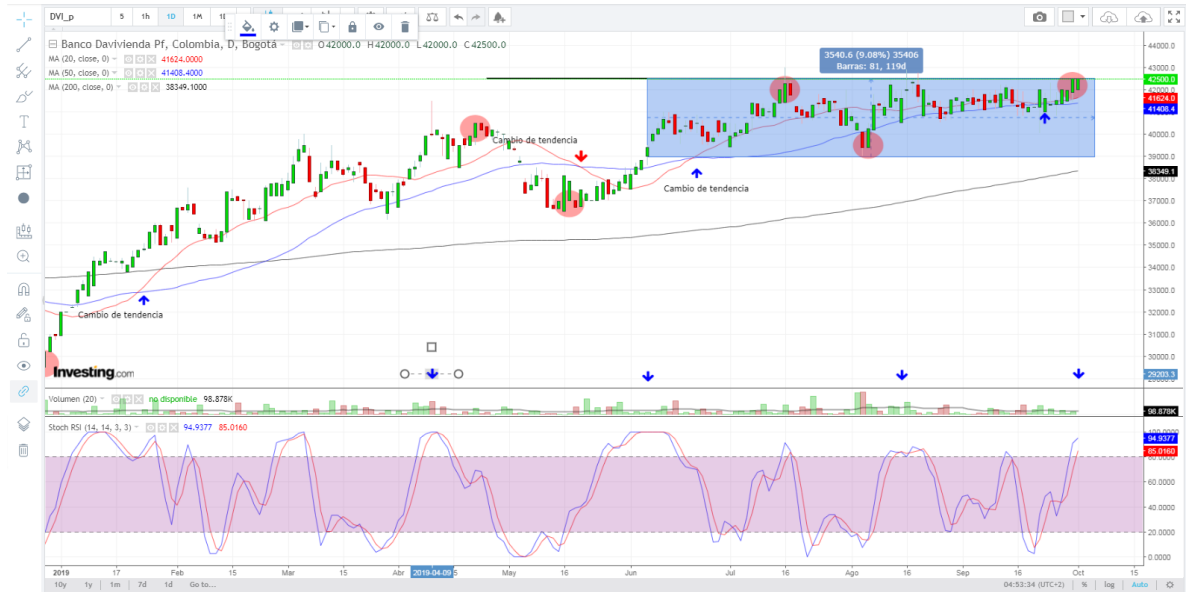 DVI_p 5 1h 1D 1M
Banco Davivienda Pf, Colombia, D, Bogotá O42000.0 H42000.0 L42000.0 C42500.0
MA (20, close, 0) 41624.0000
MA (50, close, 0) 41408.4000
MA (200, close, 0) 38349.1000
3540.6 (9.08%) 35406
Barras: 81, 119d
44000.0
43000.0
42500.0
42000.0
41624.0
41408.4
40000.0
39000.0
38349.1
38000.0
37000.0
36000.0
35000.0
34000.0
33000.0
32000.0
31000.0
30000.0
29203.3
Cambio de tendencia
Cambio de tendencia
Cambio de tendencia
Investing.com
Volumen (20) no disponible 98.878K
98.878K
Stoch RSI (14, 14, 3, 3) 94.9377 85.0160
94.9377
85.0160
60.0000
40.0000
20.0000
0.0000
2019 17 Feb 15 Mar 15 Abr 2019-04-09 5 May 16 Jun Jul 16 Ago 16 Sep 16 Oct 15
10y 1y 1m 7d 1d Go to... 04:53:34 (UTC+2) % log Auto